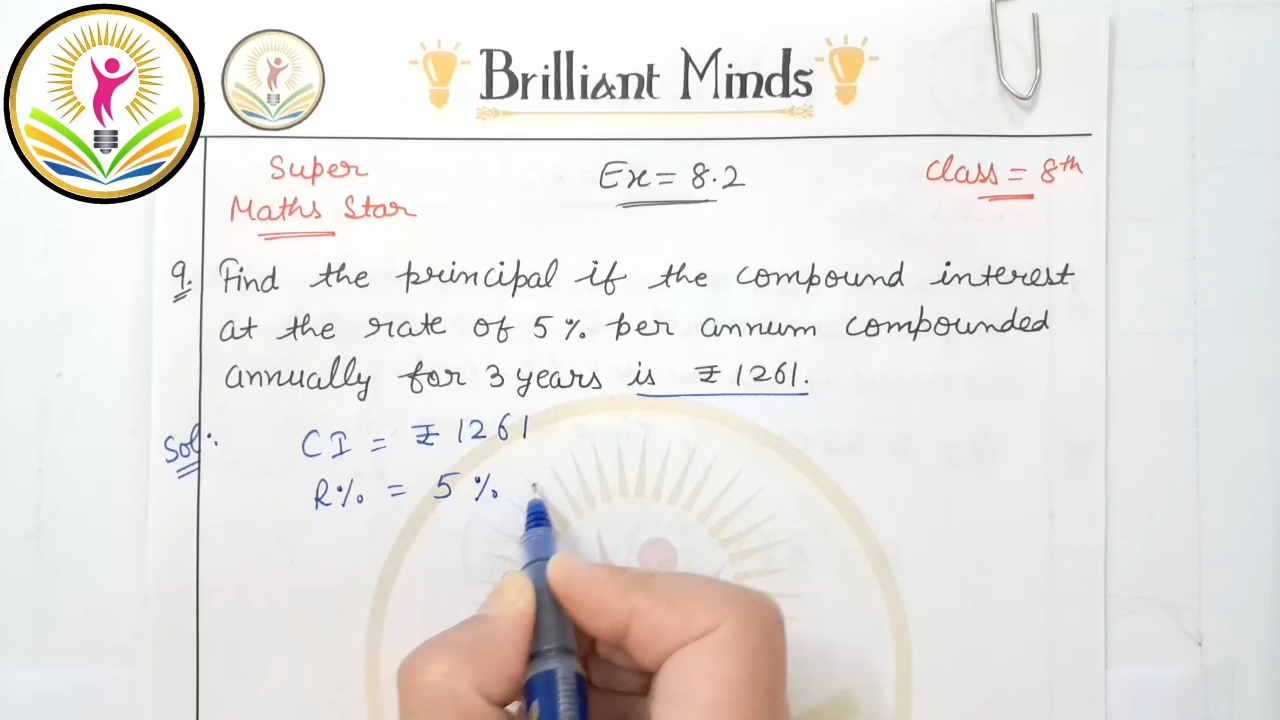 Brilliant Minds
Super
Maths Star
Ex = 8.2
Class = 8th
9. Find the principal if the compound interest
at the rate of 5% per annum compounded
annually for 3 years is ₹ 1261.
Sol:
CI = ₹ 1261
R% = 5%